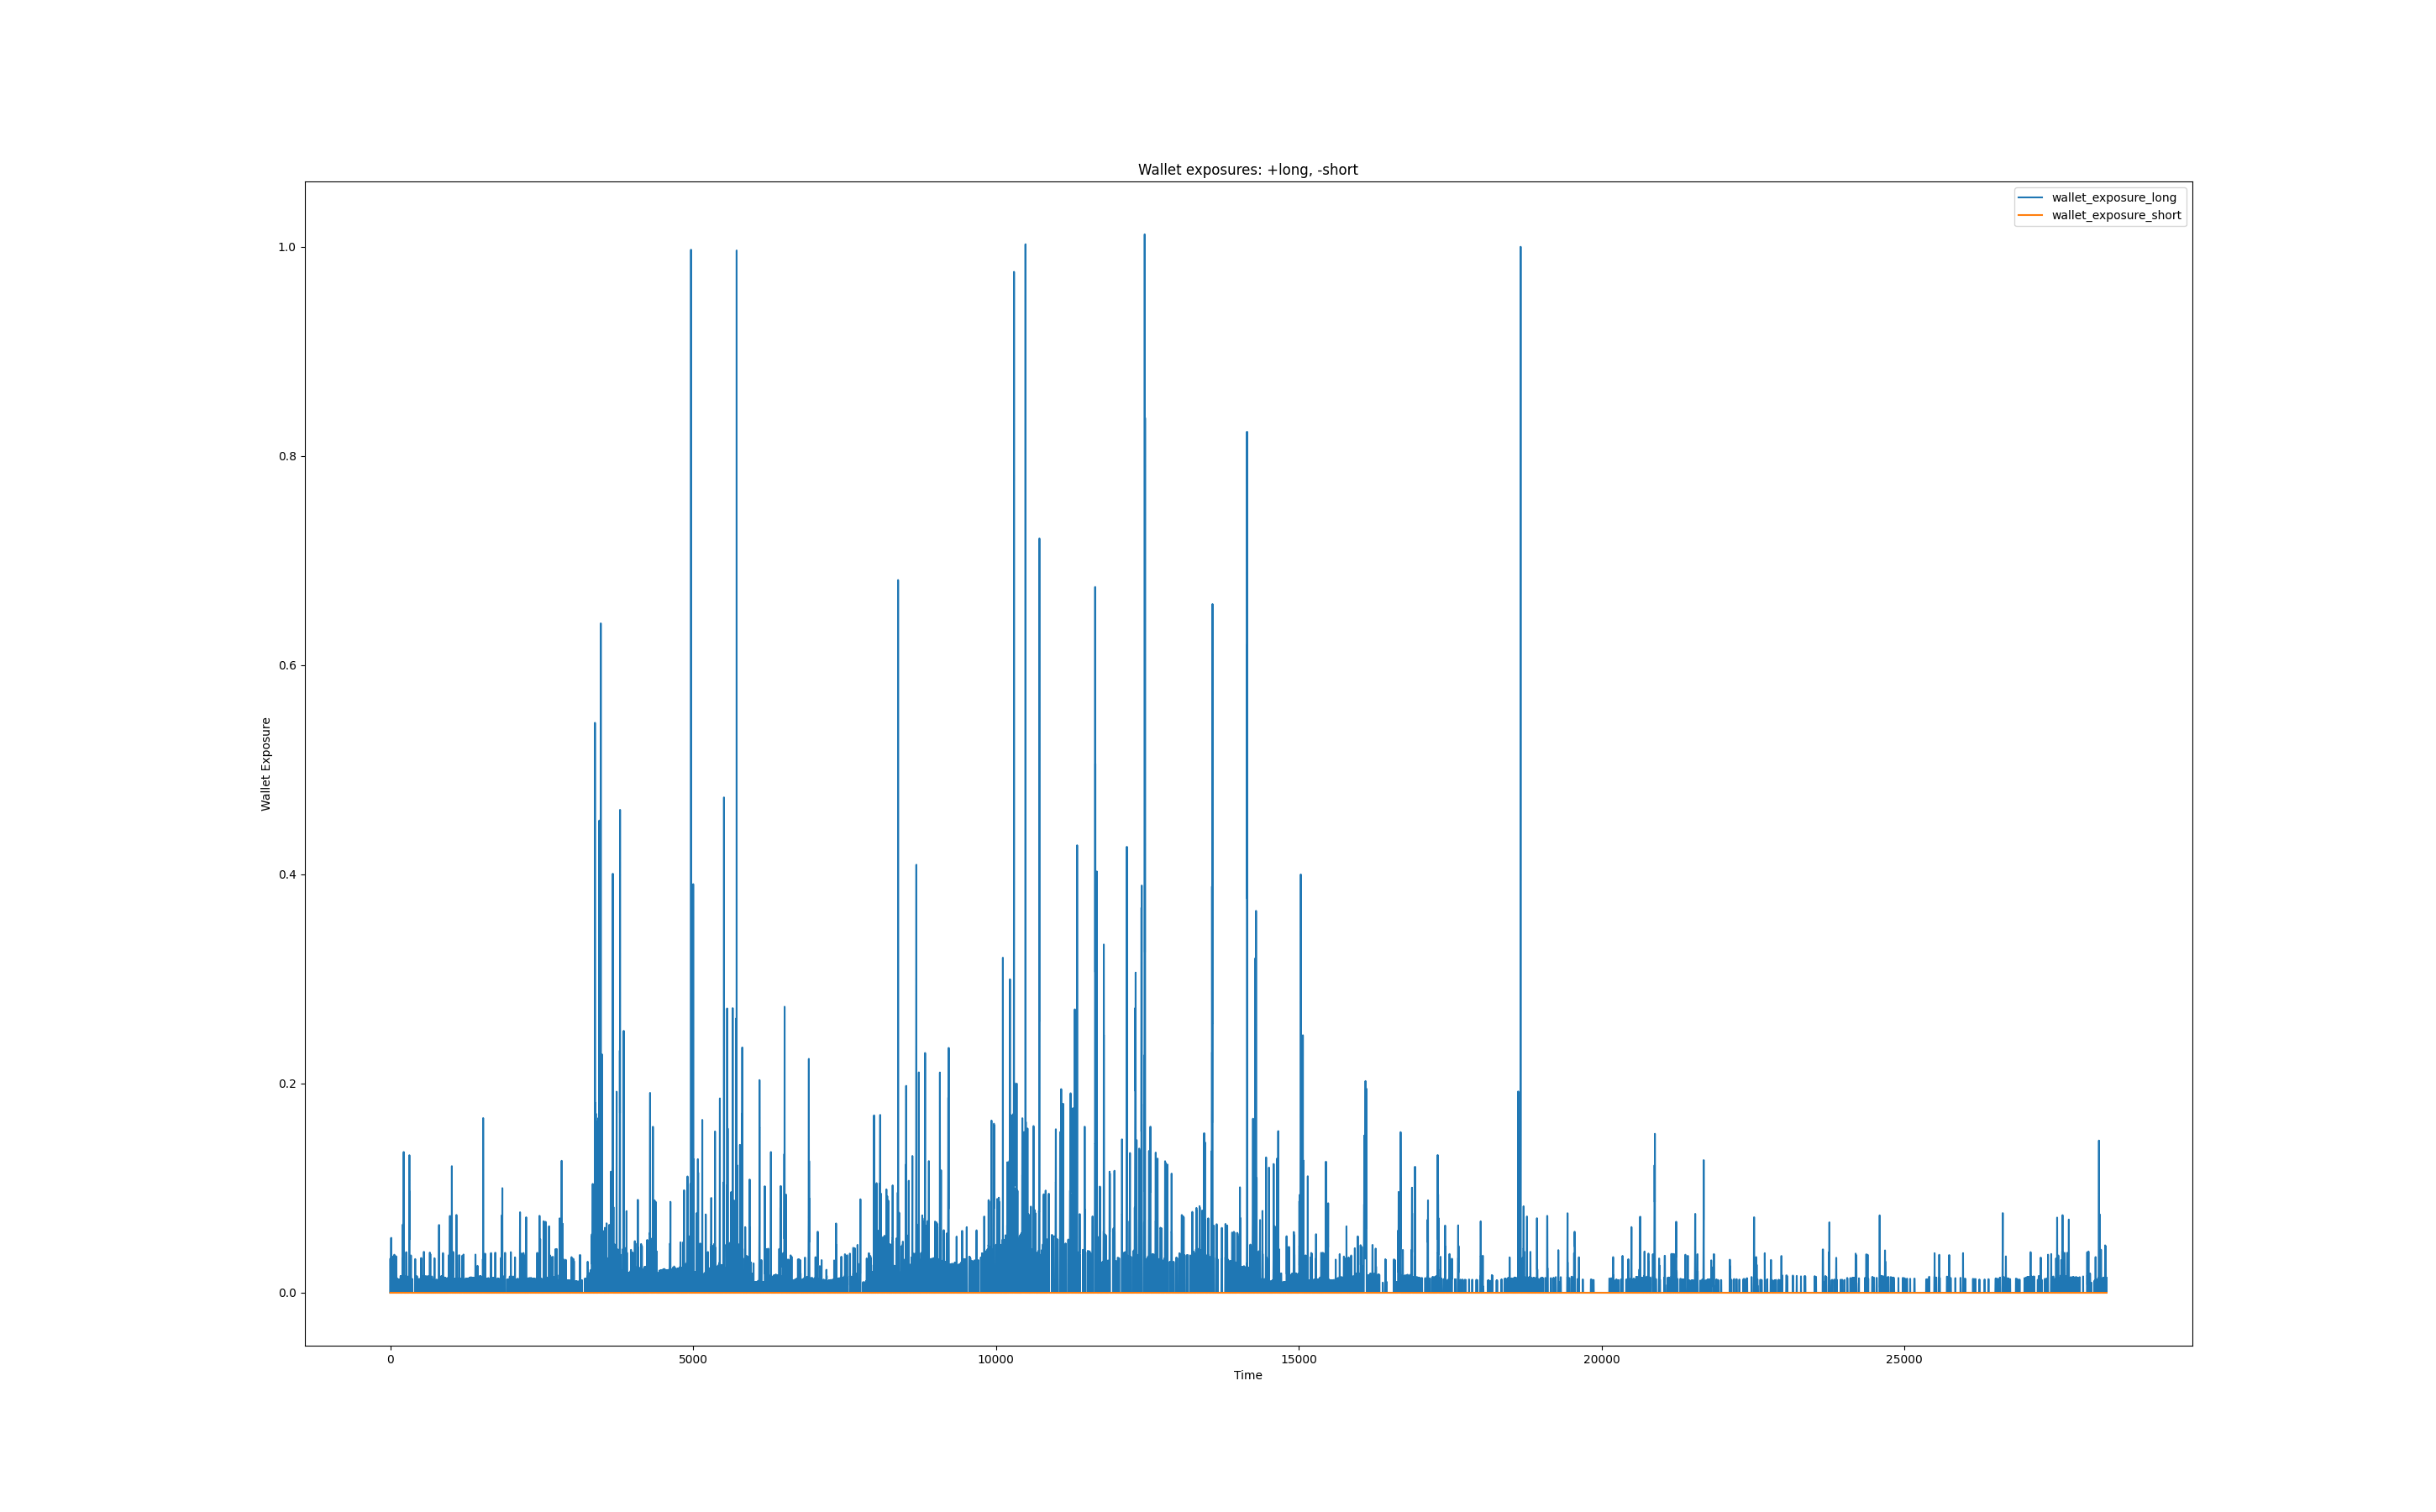 Wallet exposures: +long, -short
wallet_exposure_long
wallet_exposure_short
1.0
0.8
0.6
0.4
0.2
0.0
Wallet Exposure
0 5000 10000 15000 20000 25000
Time